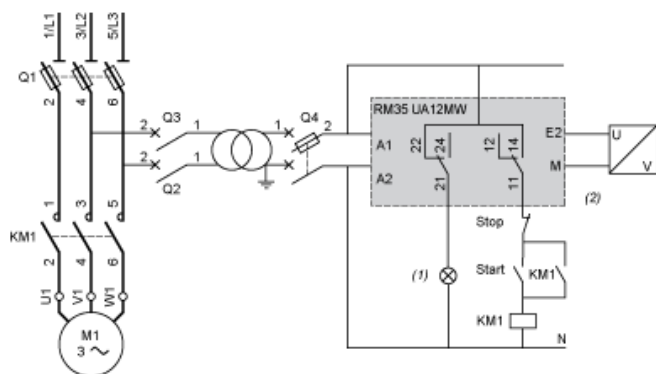 1/L1 3/L2 5/L3
Q1
2 4 6
Q3
2 1
Q2
2 1
1 Q4 2
1
RM35 UA12MW
A1
A2
22 24
21
12 14
11
E2
M
U
V
(2)
Stop
Start
KM1
(1)
KM1
N
1 3 5
KM1
2 4 6
U1 V1 W1
M1
3